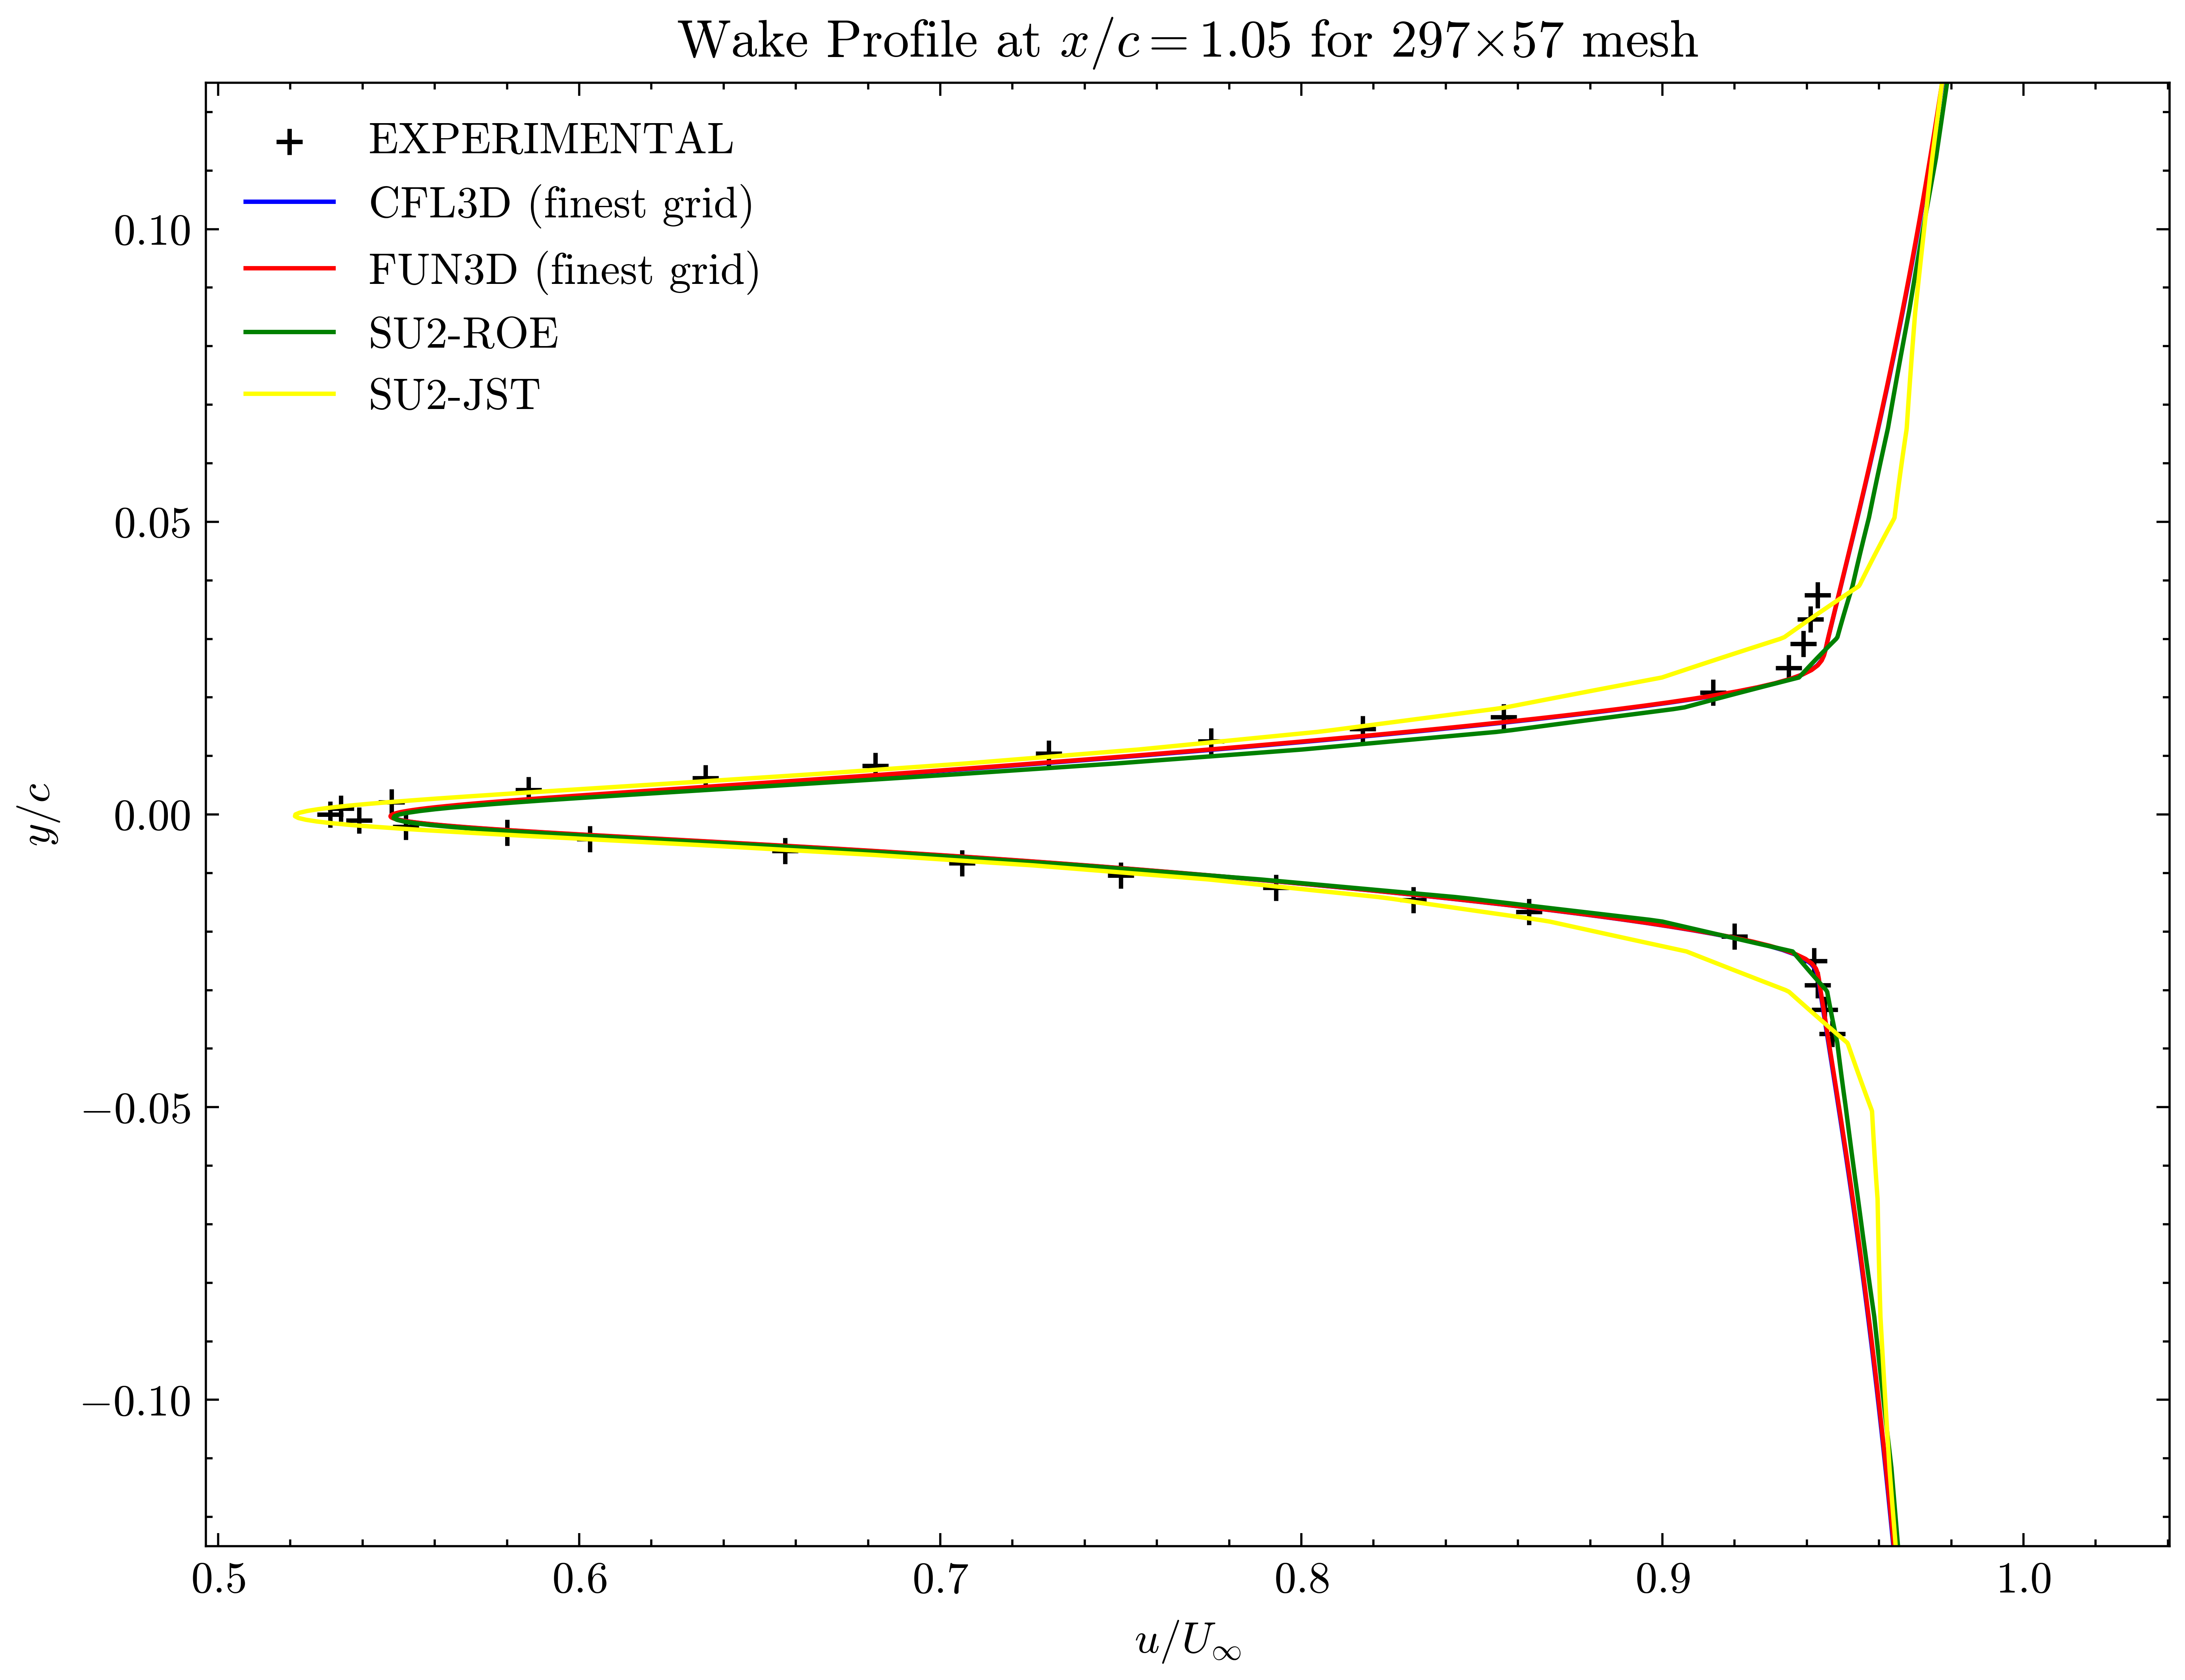 Wake Profile at x/c = 1.05 for 297×57 mesh
EXPERIMENTAL
CFL3D (finest grid)
FUN3D (finest grid)
SU2-ROE
SU2-JST
0.10
0.05
0.00
−0.05
−0.10
y/c
0.5 0.6 0.7 0.8 0.9 1.0
u/U∞